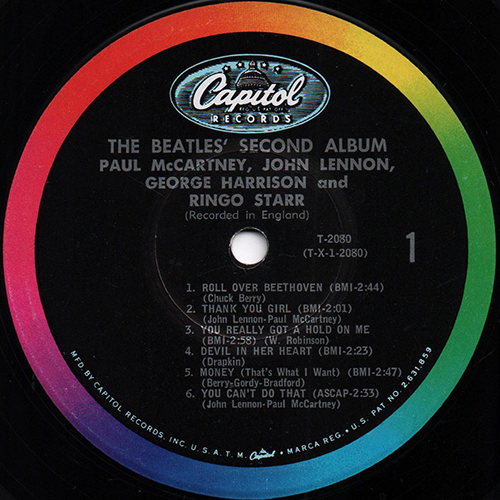 Capitol
RECORDS
THE BEATLES' SECOND ALBUM
PAUL McCARTNEY, JOHN LENNON,
GEORGE HARRISON and
RINGO STARR
(Recorded in England)
T-2080
(T-X-1-2080)
1
1. ROLL OVER BEETHOVEN (BMI-2:44)
(Chuck Berry)
2. THANK YOU GIRL (BMI-2:01)
(John Lennon-Paul McCartney)
3. YOU REALLY GOT A HOLD ON ME
(BMI-2:58) (W. Robinson)
4. DEVIL IN HER HEART (BMI-2:23)
(Drapkin)
5. MONEY (That's What I Want) (BMI-2:47)
(Berry-Gordy-Bradford)
6. YOU CAN'T DO THAT (ASCAP-2:33)
(John Lennon-Paul McCartney)
MFD. BY CAPITOL RECORDS, INC. U.S.A. T.M. Capitol • MARCA REG. • U.S. PAT. NO. 2,631,859